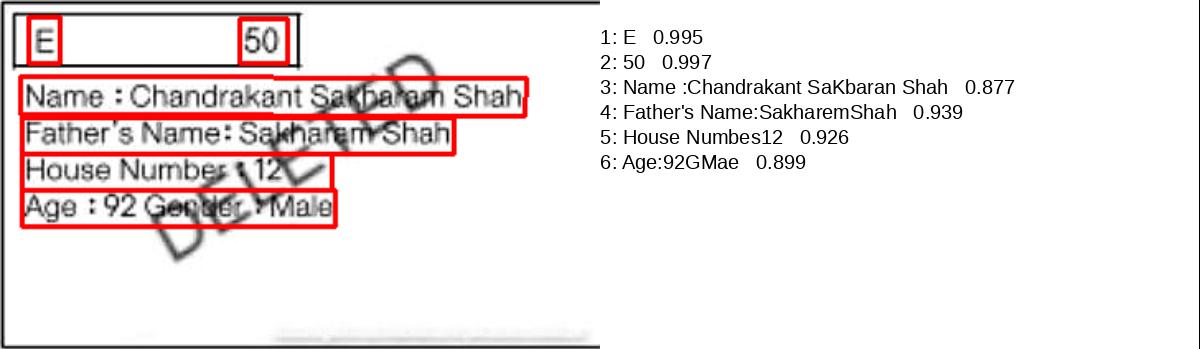 E 50
Name : Chandrakant Sakharam Shah
Father's Name: Sakharam Shah
House Number : 12
Age : 92 Gender : Male
DELETED
1: E 0.995
2: 50 0.997
3: Name :Chandrakant SaKbaran Shah 0.877
4: Father's Name:SakharemShah 0.939
5: House Numbes12 0.926
6: Age:92GMae 0.899